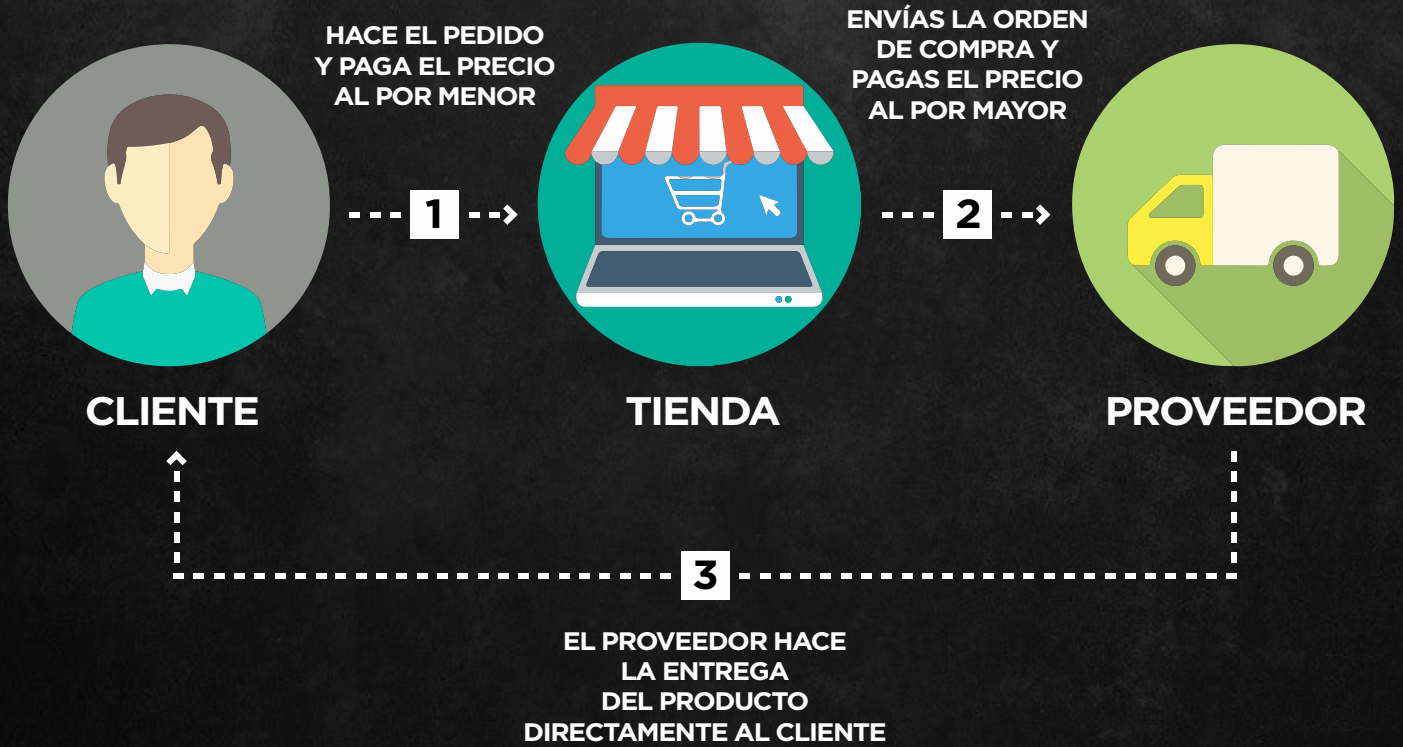 HACE EL PEDIDO
Y PAGA EL PRECIO
AL POR MENOR
ENVÍAS LA ORDEN
DE COMPRA Y
PAGAS EL PRECIO
AL POR MAYOR
1
2
CLIENTE
TIENDA
PROVEEDOR
3
EL PROVEEDOR HACE
LA ENTREGA
DEL PRODUCTO
DIRECTAMENTE AL CLIENTE